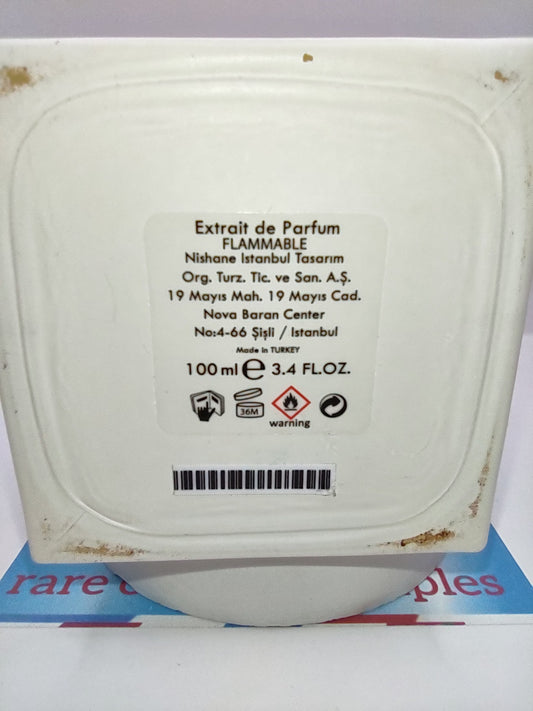 Extrait de Parfum
FLAMMABLE
Nishane Istanbul Tasarım
Org. Turz. Tic. ve San. A.Ş.
19 Mayıs Mah. 19 Mayıs Cad.
Nova Baran Center
No:4-66 Şişli / Istanbul
Made in TURKEY
100 ml e 3.4 FL.OZ.
36M
warning
rare